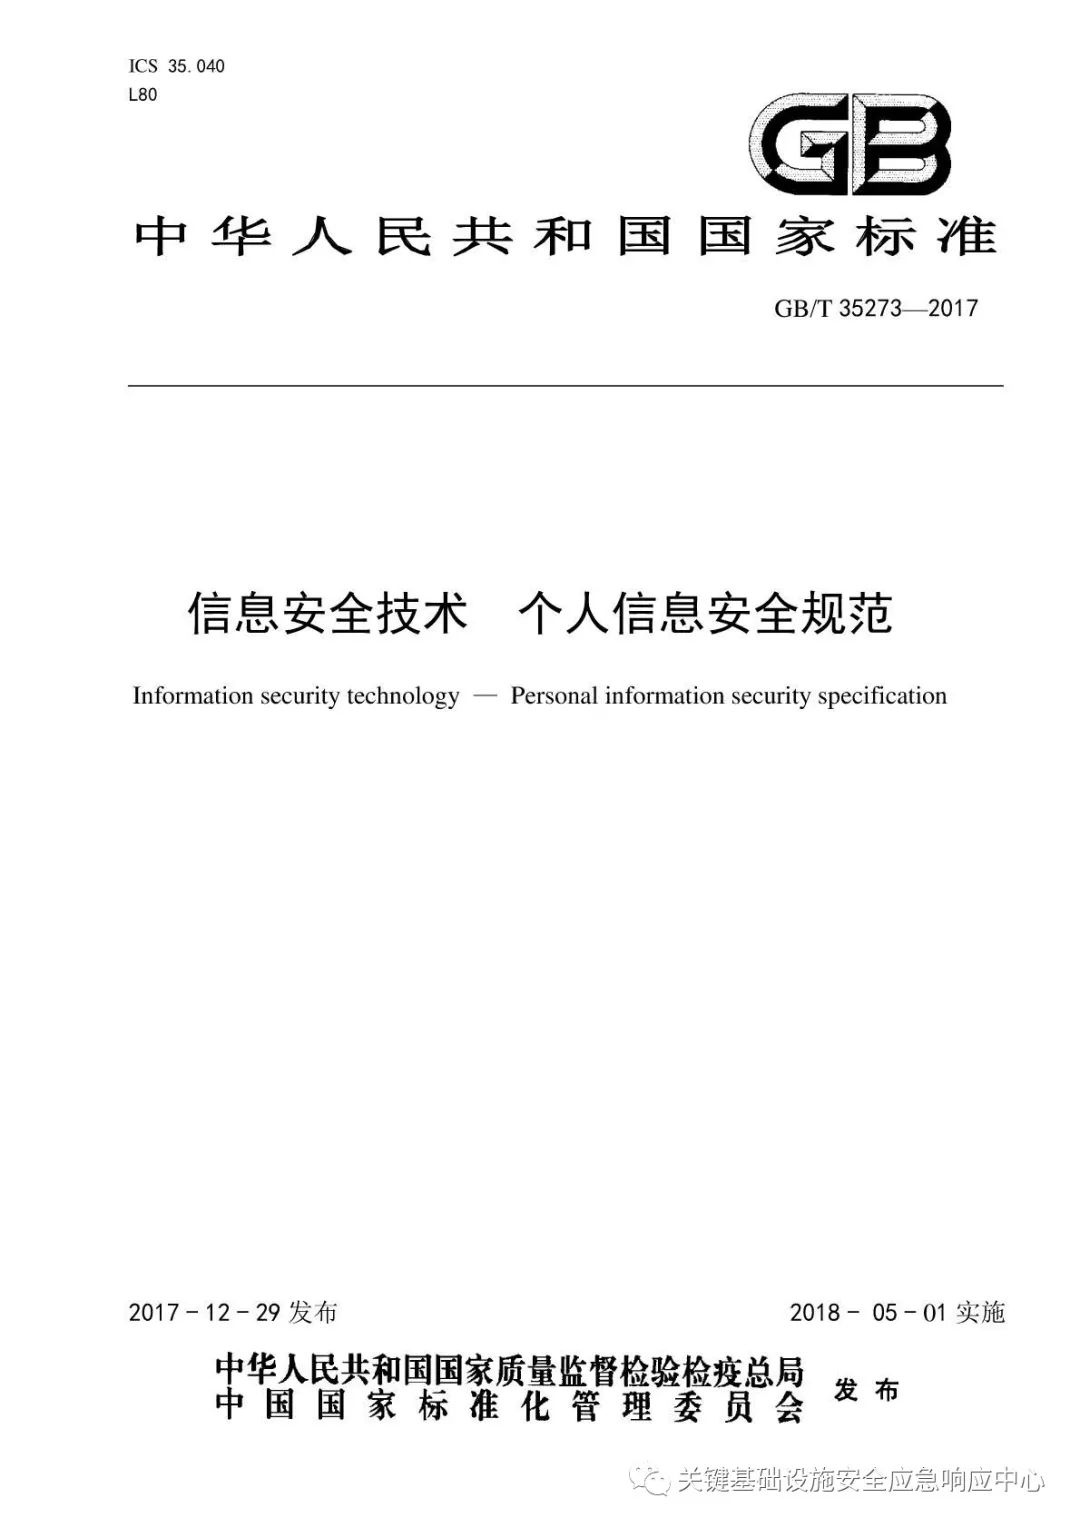 ICS 35.040
L80
GB
中华人民共和国国家标准
GB/T 35273—2017
信息安全技术 个人信息安全规范
Information security technology — Personal information security specification
2017-12-29 发布
2018-05-01 实施
中华人民共和国国家质量监督检验检疫总局
中国国家标准化管理委员会
发布
关键基础设施安全应急响应中心